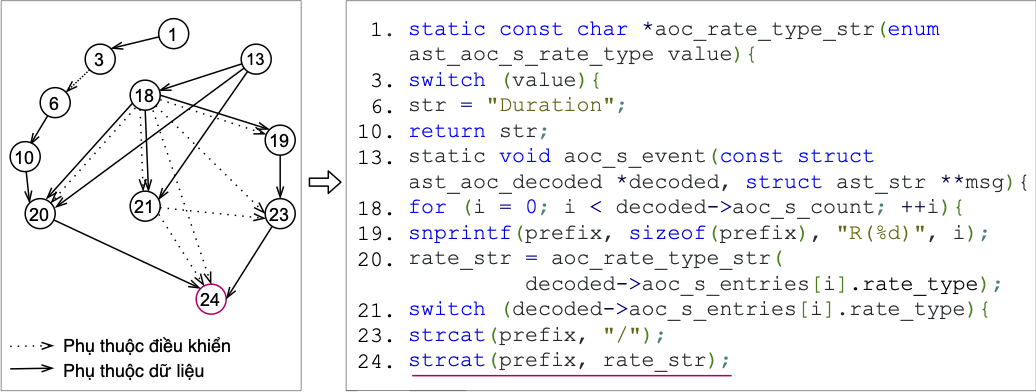 1
3
13
6
18
19
10
20
21
23
24
Phụ thuộc điều khiển
Phụ thuộc dữ liệu
1. static const char *aoc_rate_type_str(enum
ast_aoc_s_rate_type value){
3. switch (value){
6. str = "Duration";
10. return str;
13. static void aoc_s_event(const struct
ast_aoc_decoded *decoded, struct ast_str **msg){
18. for (i = 0; i < decoded->aoc_s_count; ++i){
19. snprintf(prefix, sizeof(prefix), "R(%d)", i);
20. rate_str = aoc_rate_type_str(
decoded->aoc_s_entries[i].rate_type);
21. switch (decoded->aoc_s_entries[i].rate_type){
23. strcat(prefix, "/");
24. strcat(prefix, rate_str);